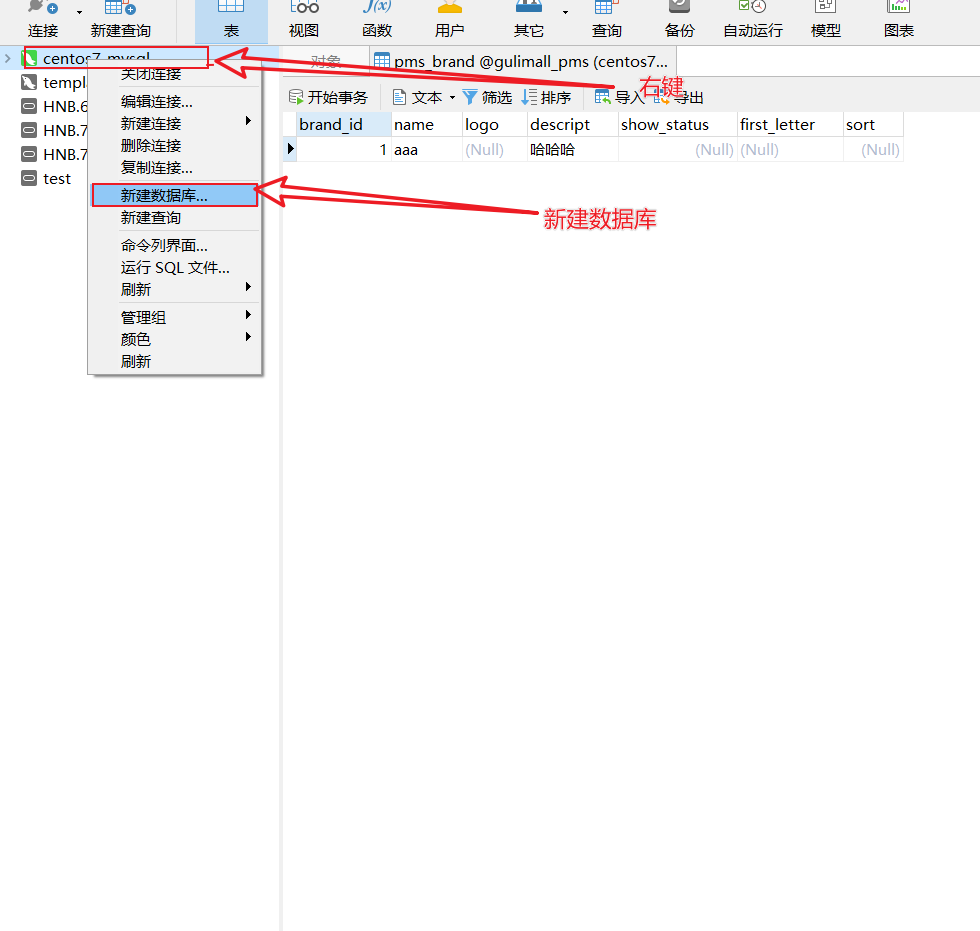 连接 新建查询 表 视图 函数 用户 其它 查询 备份 自动运行 模型 图表
centos7_mysql
对象 pms_brand @gulimall_pms (centos7...
右键
开始事务 文本 筛选 排序 导入 导出
brand_id name logo descript show_status first_letter sort
1 aaa (Null) 哈哈哈 (Null) (Null) (Null)
templ
HNB.6
HNB.7
HNB.7
test
关闭连接
编辑连接...
新建连接
删除连接
复制连接...
新建数据库...
新建查询
命令列界面...
运行 SQL 文件...
刷新
管理组
颜色
刷新
新建数据库